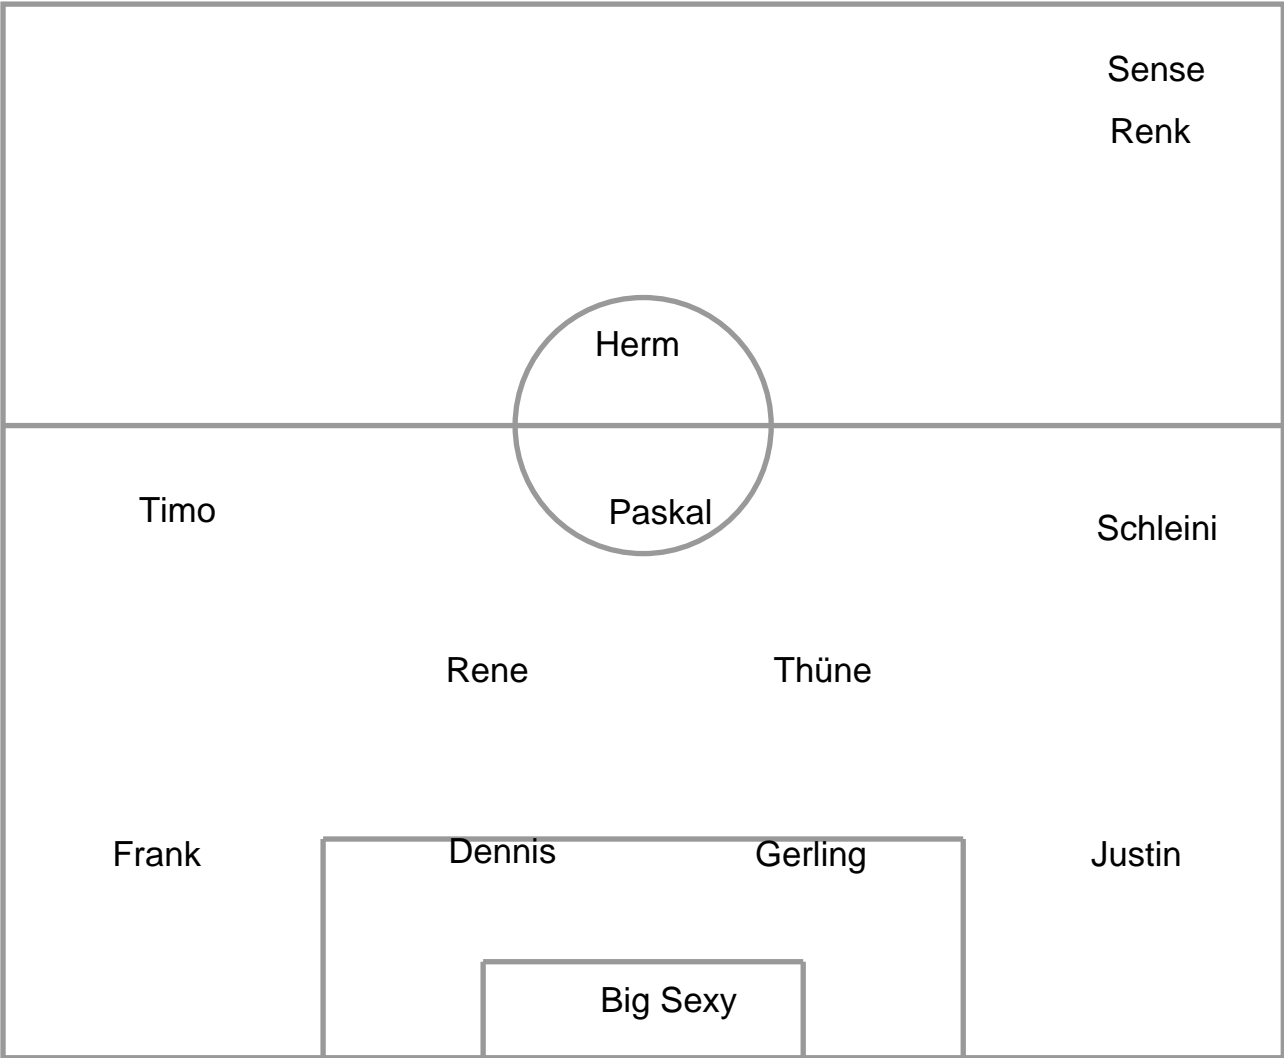 Sense
Renk
Herm
Timo
Paskal
Schleini
Rene
Thüne
Frank
Dennis
Gerling
Justin
Big Sexy